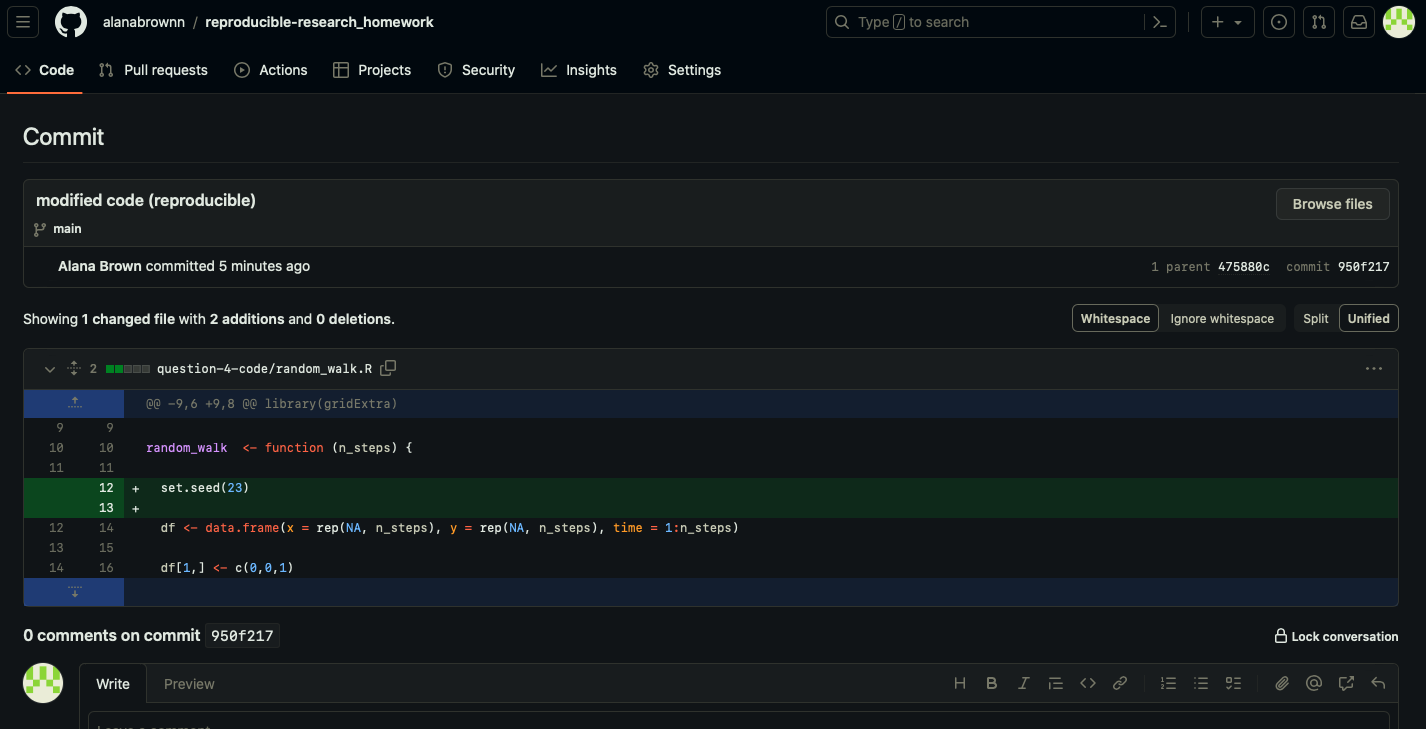 alanabrownn / reproducible-research_homework
Type / to search
Code Pull requests Actions Projects Security Insights Settings
Commit
modified code (reproducible)
Browse files
main
Alana Brown committed 5 minutes ago
1 parent 475880c commit 950f217
Showing 1 changed file with 2 additions and 0 deletions.
Whitespace Ignore whitespace Split Unified
2 question-4-code/random_walk.R
@@ -9,6 +9,8 @@ library(gridExtra)
9 9
10 10 random_walk  <- function (n_steps) {
11 11
12 + set.seed(23)
13 +
12 14 df <- data.frame(x = rep(NA, n_steps), y = rep(NA, n_steps), time = 1:n_steps)
13 15
14 16 df[1,] <- c(0,0,1)
0 comments on commit 950f217
Lock conversation
Write Preview
Leave a comment